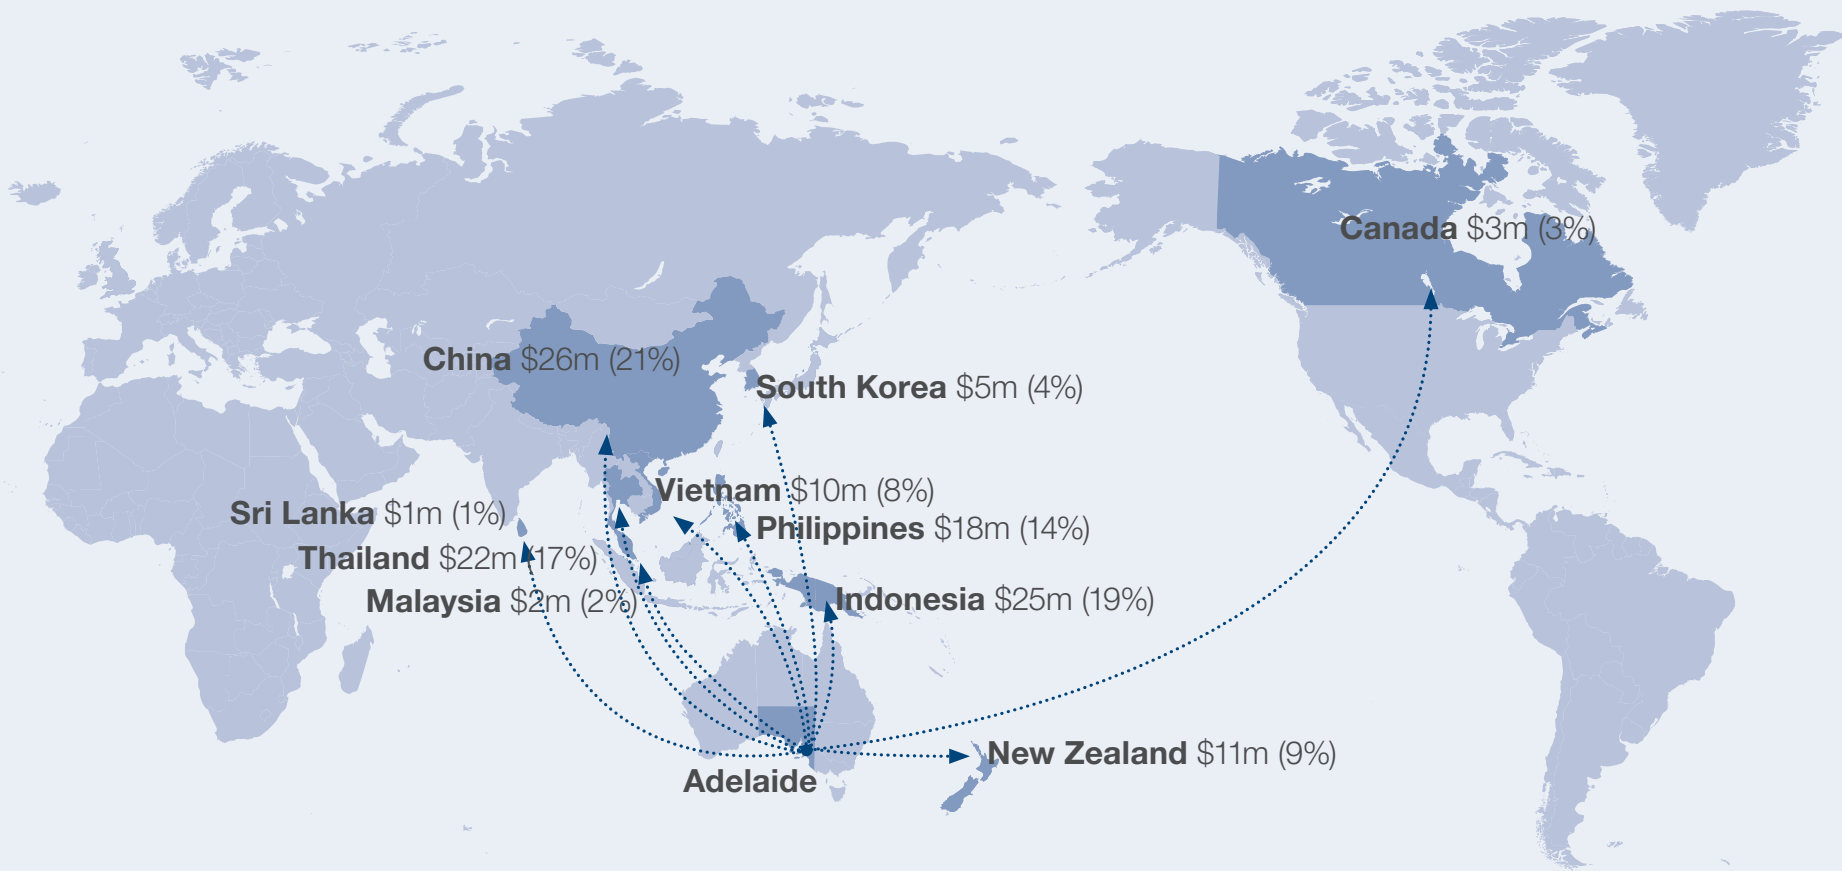 Canada $3m (3%)
China $26m (21%)
South Korea $5m (4%)
Vietnam $10m (8%)
Sri Lanka $1m (1%)
Philippines $18m (14%)
Thailand $22m (17%)
Malaysia $2m (2%)
Indonesia $25m (19%)
New Zealand $11m (9%)
Adelaide